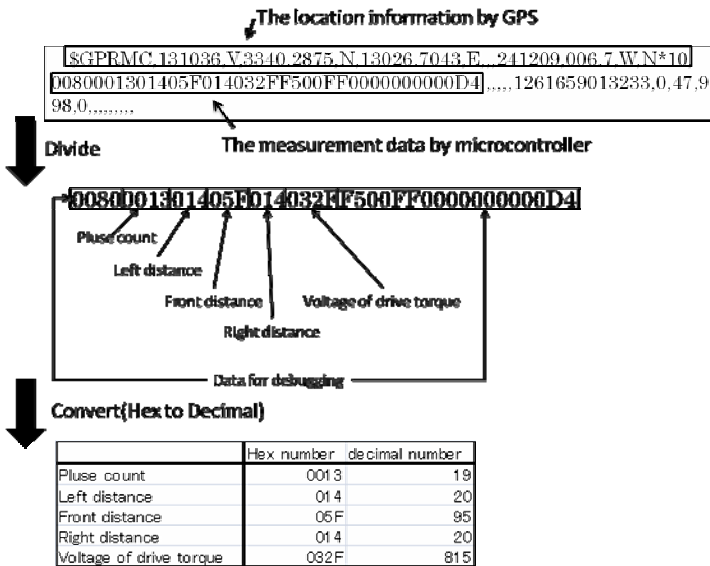 The location information by GPS
$GPRMC,131036,V,3340.2875,N,13026.7043,E,,,241209,006.7,W,N*10
0080001301405F014032FF500FF0000000000D4,,,,,1261659013233,0,47,9
98,0,,,,,,,,,
Divide
The measurement data by microcontroller
0080001301405F014032FF500FF0000000000D4
Pluse count
Left distance
Front distance
Voltage of drive torque
Right distance
Data for debugging
Convert(Hex to Decimal)
Hex number decimal number
Pluse count 0013 19
Left distance 014 20
Front distance 05F 95
Right distance 014 20
Voltage of drive torque 032F 815